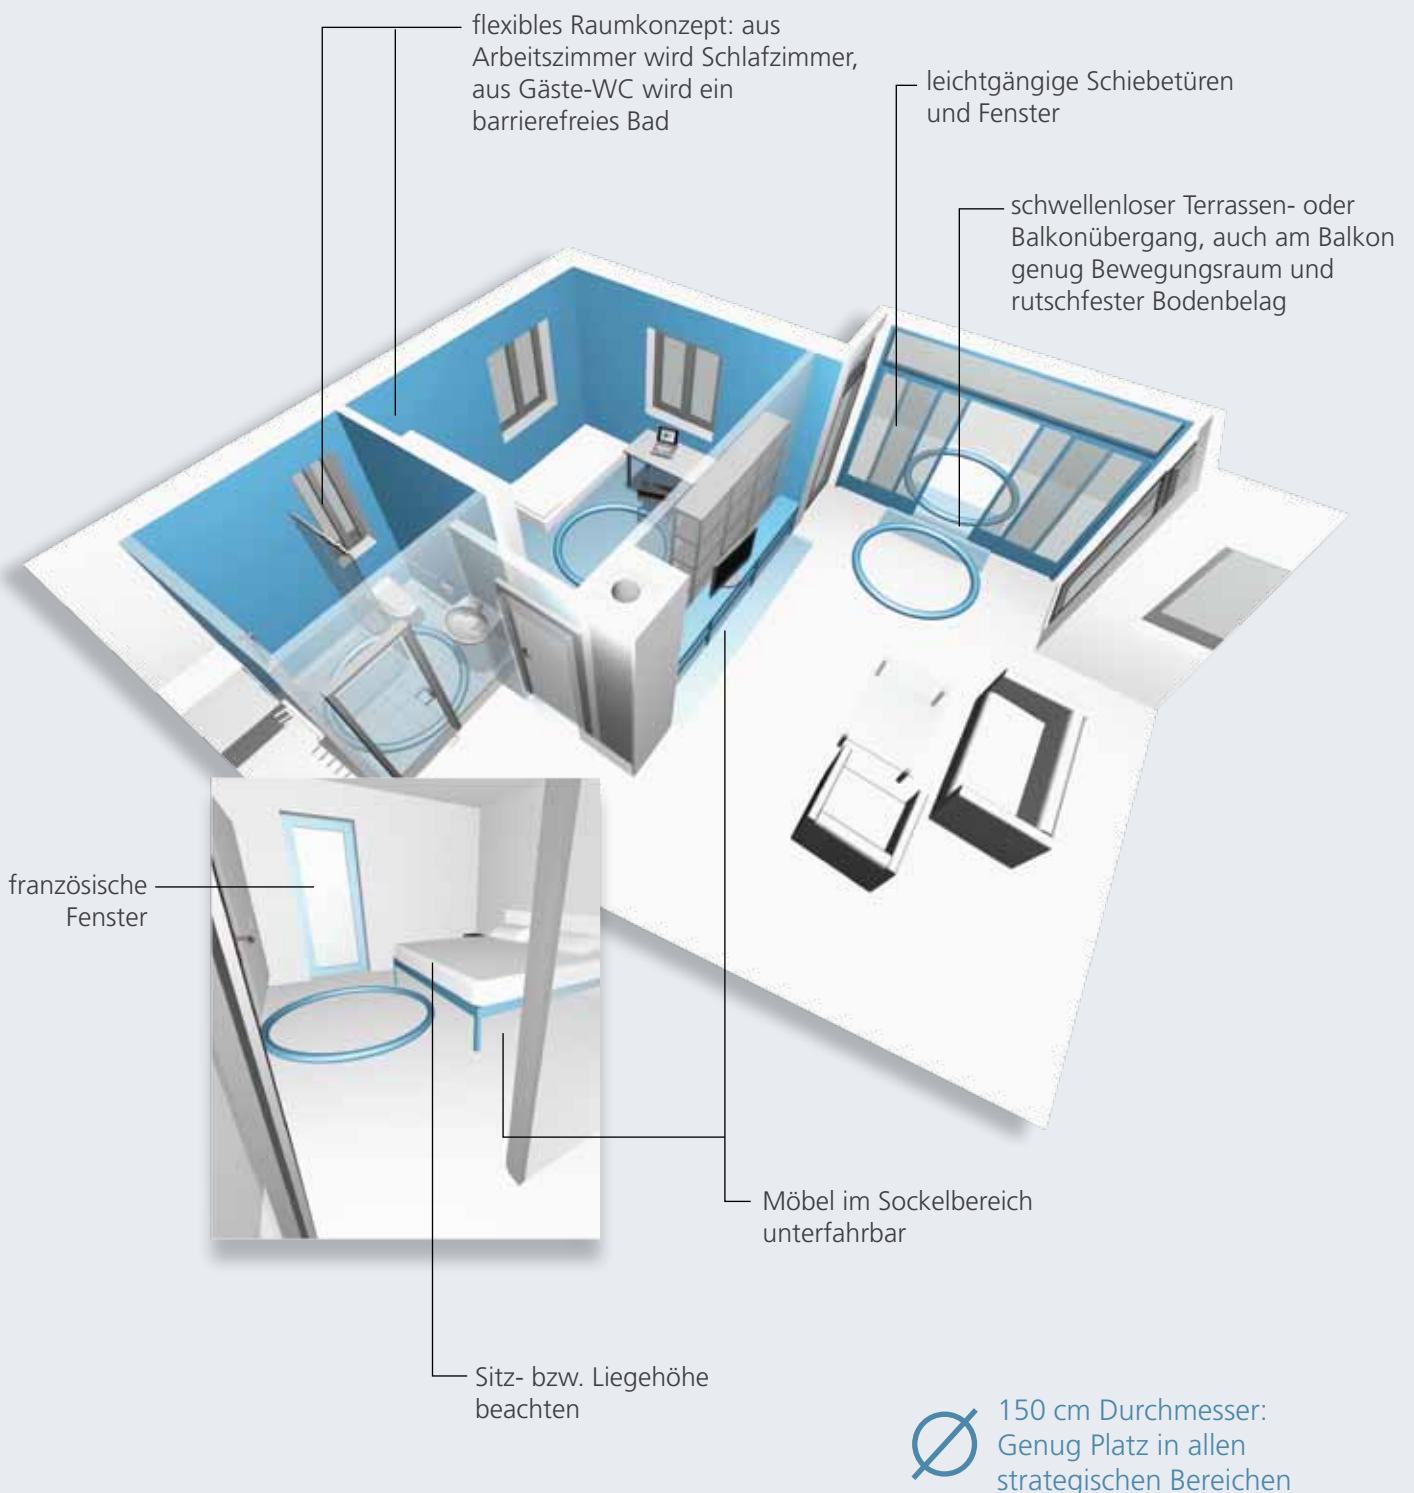 flexibles Raumkonzept: aus
Arbeitszimmer wird Schlafzimmer,
aus Gäste-WC wird ein
barrierefreies Bad
leichtgängige Schiebetüren
und Fenster
schwellenloser Terrassen- oder
Balkonübergang, auch am Balkon
genug Bewegungsraum und
rutschfester Bodenbelag
französische
Fenster
Möbel im Sockelbereich
unterfahrbar
Sitz- bzw. Liegehöhe
beachten
150 cm Durchmesser:
Genug Platz in allen
strategischen Bereichen